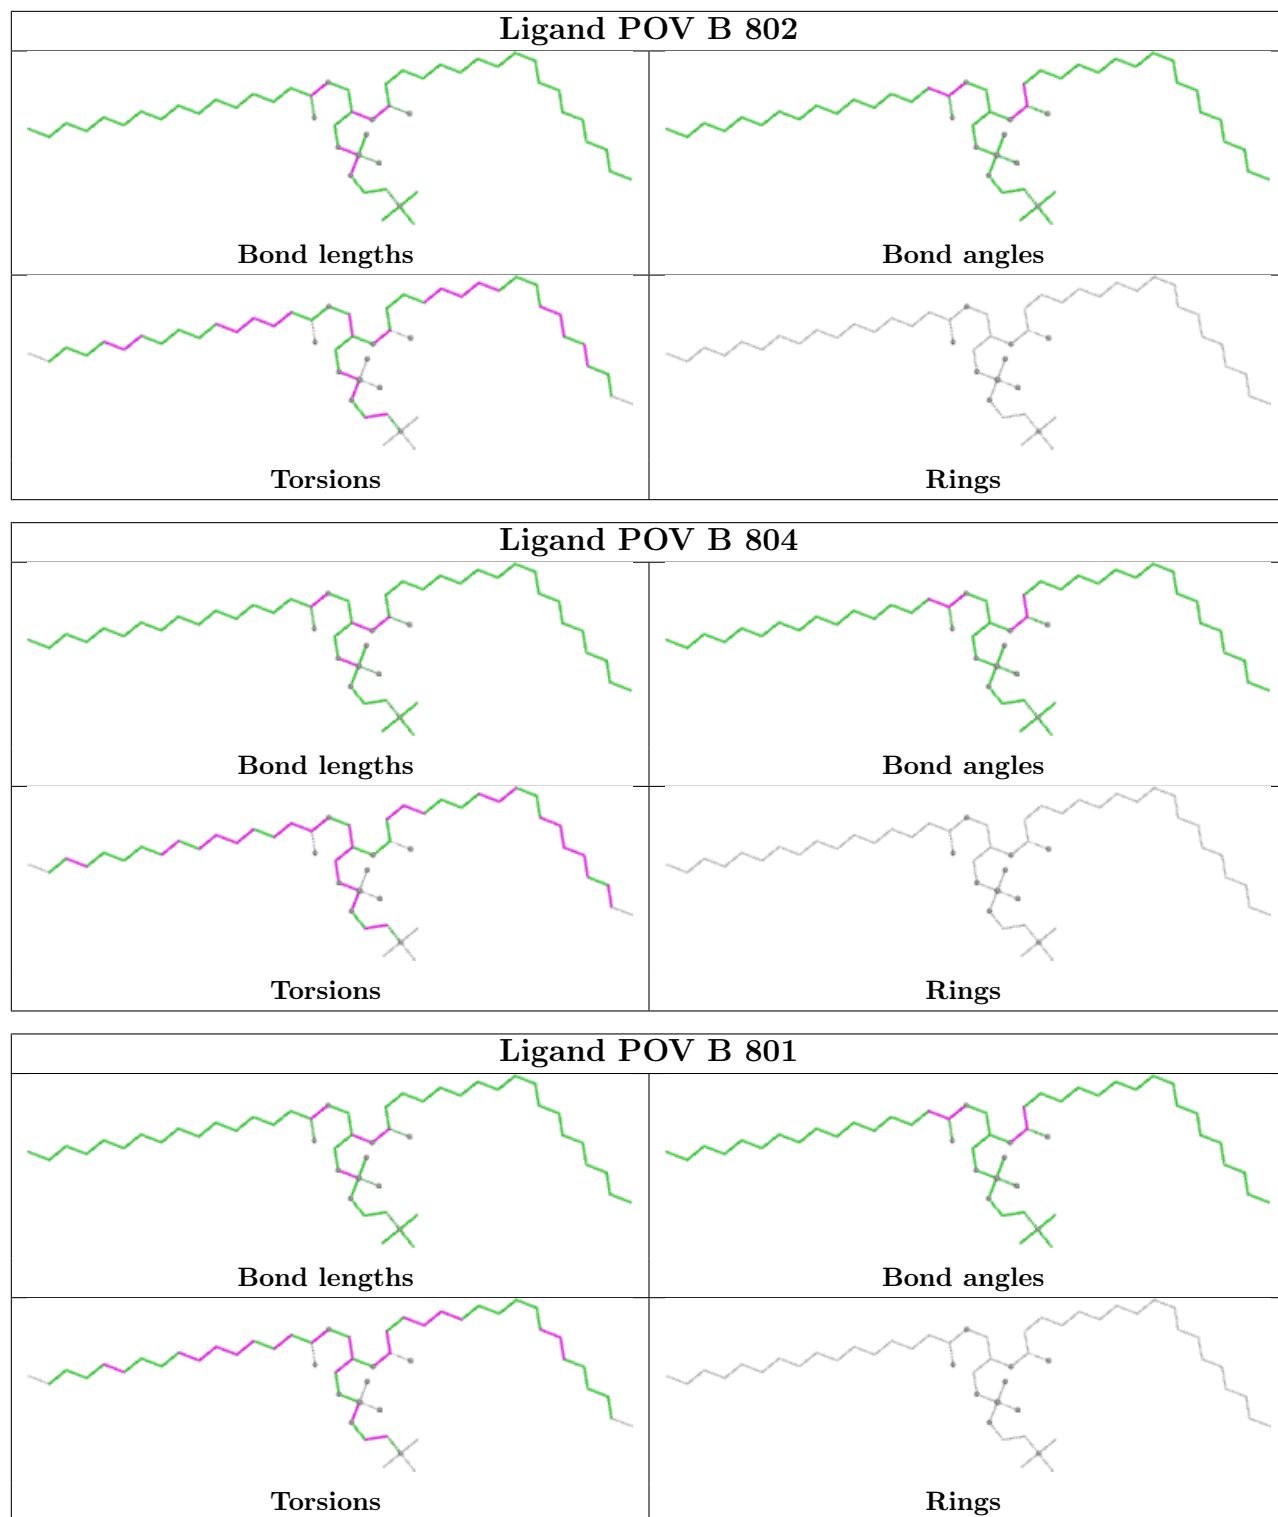 Ligand POV B 802
Bond lengths
Bond angles
Torsions
Rings
Ligand POV B 804
Bond lengths
Bond angles
Torsions
Rings
Ligand POV B 801
Bond lengths
Bond angles
Torsions
Rings